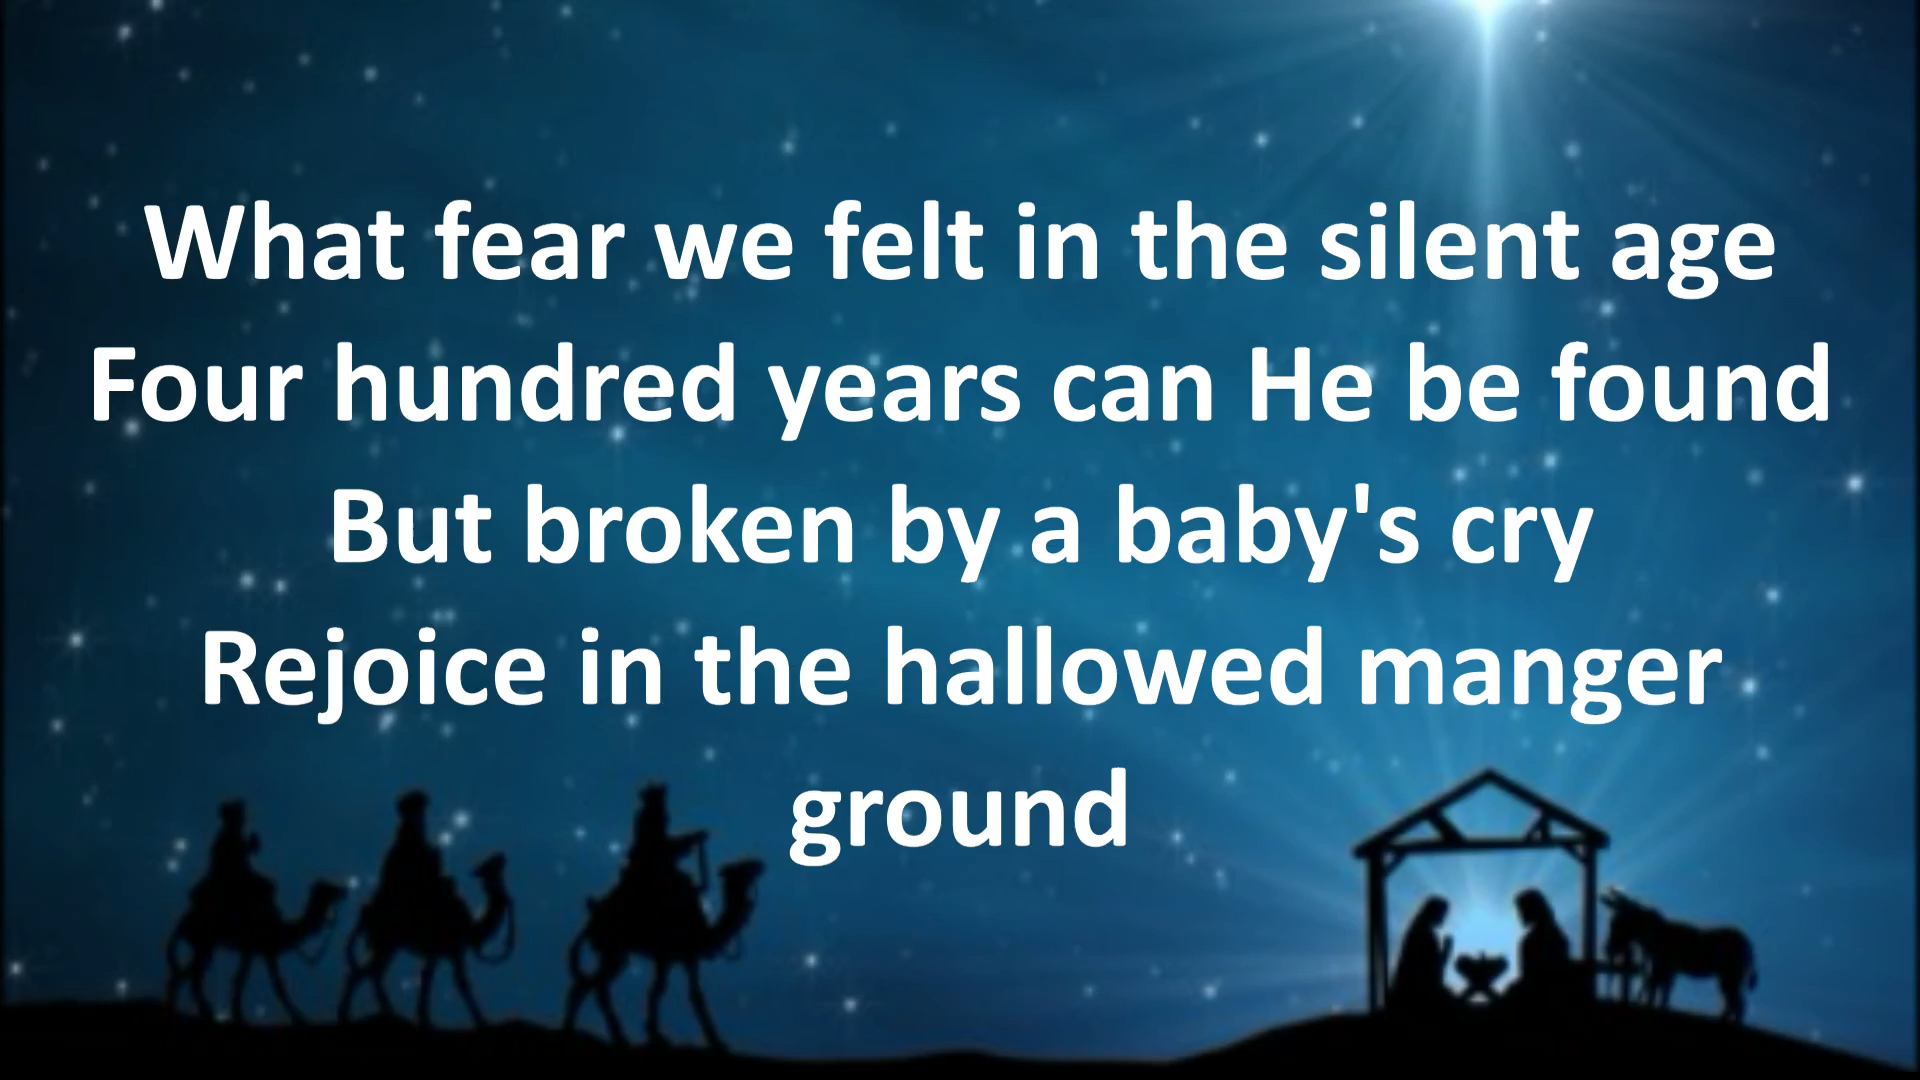 What fear we felt in the silent age
Four hundred years can He be found
But broken by a baby's cry
Rejoice in the hallowed manger
ground